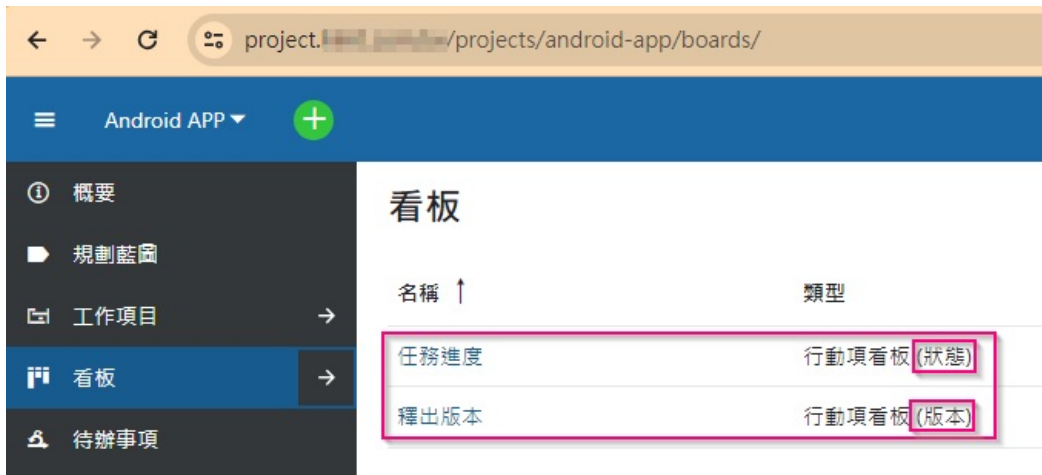 project. /projects/android-app/boards/
Android APP
概要
看板
規劃藍圖
名稱 ↑ 類型
工作項目
任務進度 行動項看板 (狀態)
看板
釋出版本 行動項看板 (版本)
待辦事項